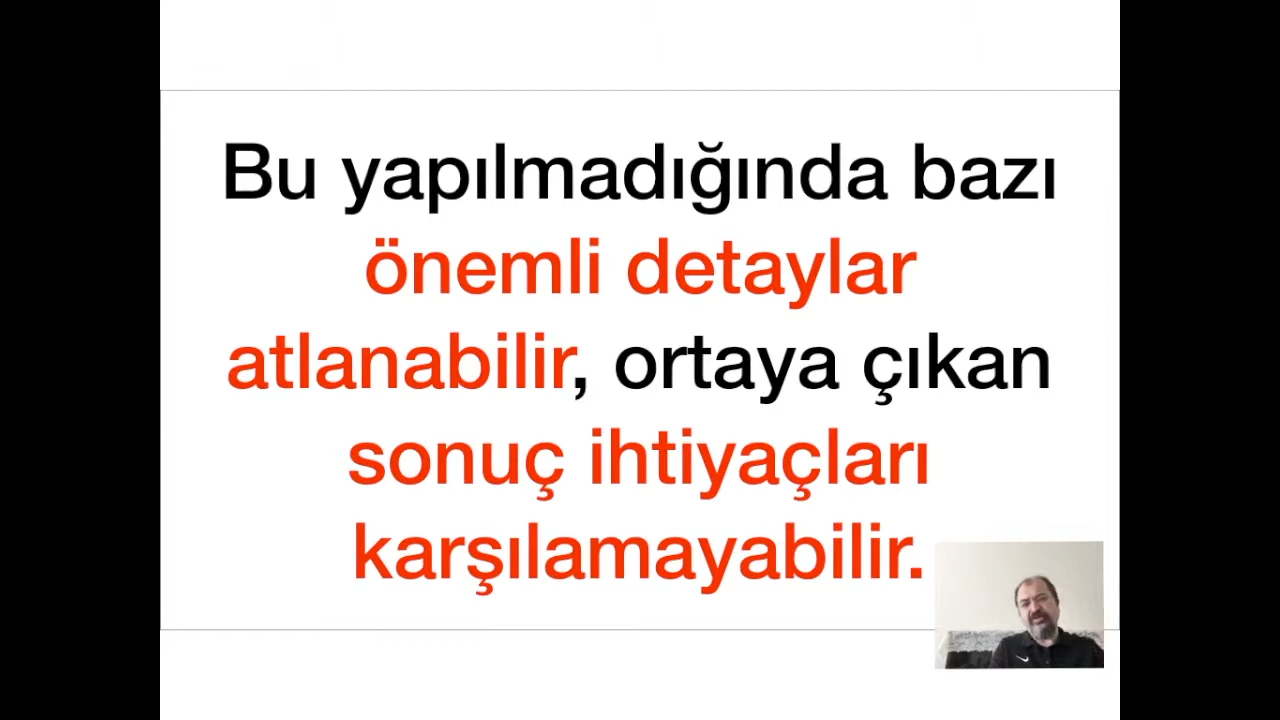 Bu yapılmadığında bazı
önemli detaylar
atlanabilir, ortaya çıkan
sonuç ihtiyaçları
karşılamayabilir.